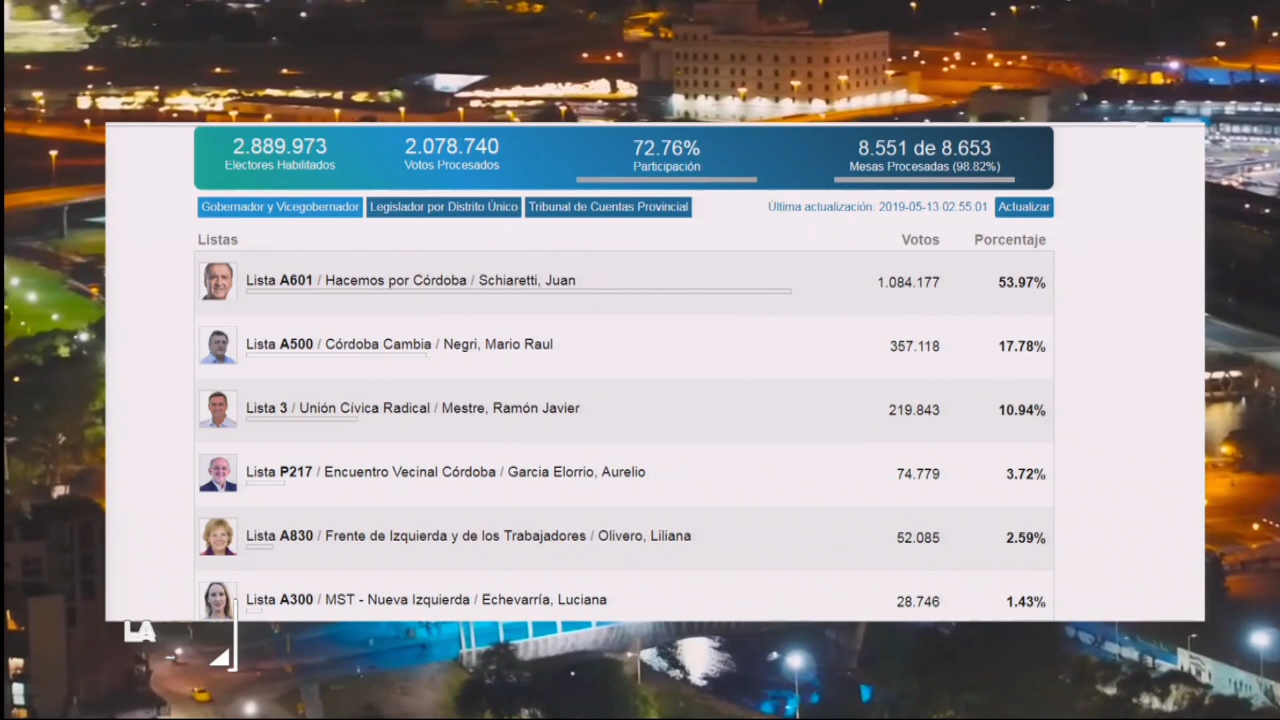 2.889.973 2.078.740 72.76% 8.551 de 8.653
Electores Habilitados Votos Procesados Participación Mesas Procesadas (98.82%)
Gobernador y Vicegobernador Legislador por Distrito Único Tribunal de Cuentas Provincial Última actualización: 2019-05-13 02.55.01 Actualizar
Listas Votos Porcentaje
Lista A601 / Hacemos por Córdoba / Schiaretti, Juan 1.084.177 53.97%
Lista A500 / Córdoba Cambia / Negri, Mario Raul 357.118 17.78%
Lista 3 / Unión Cívica Radical / Mestre, Ramón Javier 219.843 10.94%
Lista P217 / Encuentro Vecinal Córdoba / Garcia Elorrio, Aurelio 74.779 3.72%
Lista A830 / Frente de Izquierda y de los Trabajadores / Olivero, Liliana 52.085 2.59%
Lista A300 / MST - Nueva Izquierda / Echevarría, Luciana 28.746 1.43%
LA